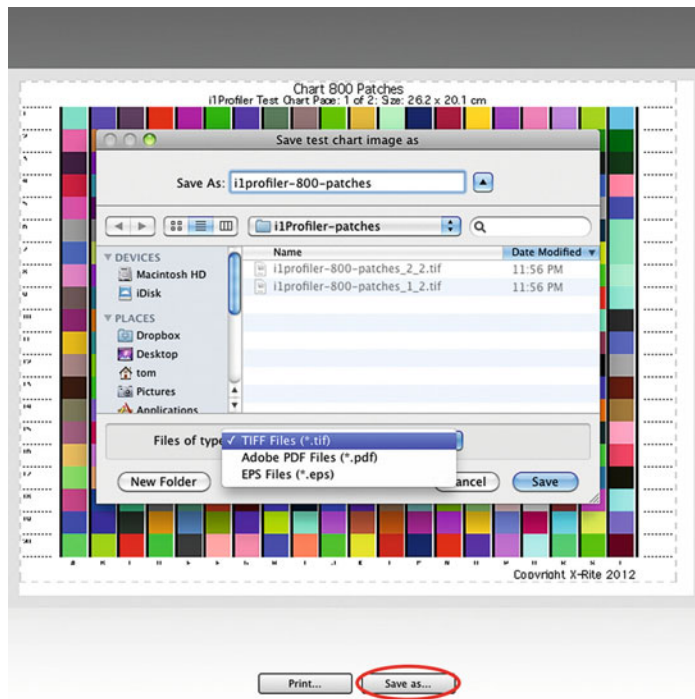 Chart 800 Patches
i1Profiler Test Chart Page: 1 of 2: Size: 26.2 x 20.1 cm
Save test chart image as
Save As: i1profiler-800-patches
i1Profiler-patches
DEVICES
Macintosh HD
iDisk
PLACES
Dropbox
Desktop
tom
Pictures
Applications
Name Date Modified
i1profiler-800-patches_2_2.tif 11:56 PM
i1profiler-800-patches_1_2.tif 11:56 PM
Files of type
✓ TIFF Files (*.tif)
Adobe PDF Files (*.pdf)
EPS Files (*.eps)
New Folder
ancel
Save
Copyright X-Rite 2012
Print...
Save as...